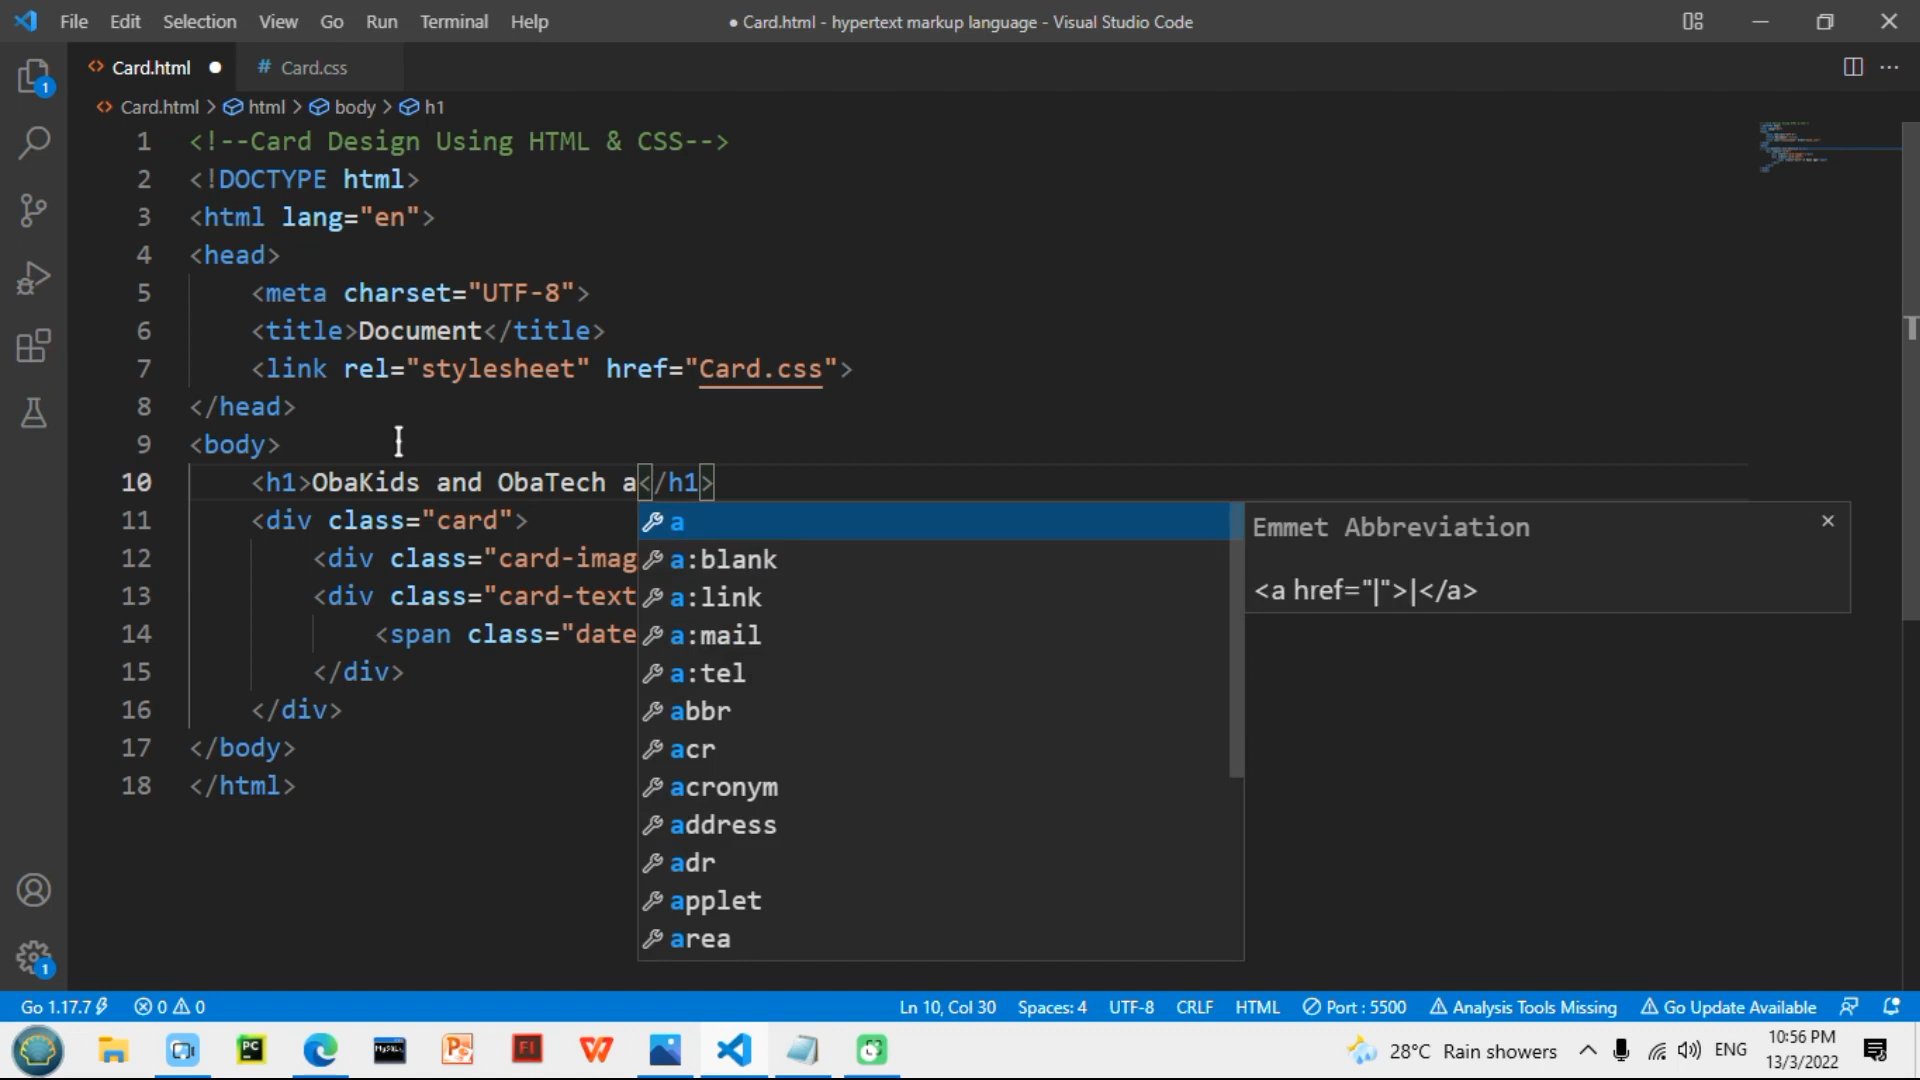 File Edit Selection View Go Run Terminal Help
● Card.html - hypertext markup language - Visual Studio Code
Card.html ● # Card.css
Card.html > html > body > h1
1 <!--Card Design Using HTML & CSS-->
2 <!DOCTYPE html>
3 <html lang="en">
4 <head>
5 <meta charset="UTF-8">
6 <title>Document</title>
7 <link rel="stylesheet" href="Card.css">
8 </head>
9 <body>
10 <h1>ObaKids and ObaTech a</h1>
11 <div class="card">
12 <div class="card-imag
13 <div class="card-text
14 <span class="date
15 </div>
16 </div>
17 </body>
18 </html>
a
a:blank
a:link
a:mail
a:tel
abbr
acr
acronym
address
adr
applet
area
Emmet Abbreviation
<a href="|">|</a>
1
1
Go 1.17.7 0 0 Ln 10, Col 30 Spaces: 4 UTF-8 CRLF HTML Port : 5500 Analysis Tools Missing Go Update Available
PC MySQL P Fl W 28°C Rain showers ENG 10:56 PM
13/3/2022